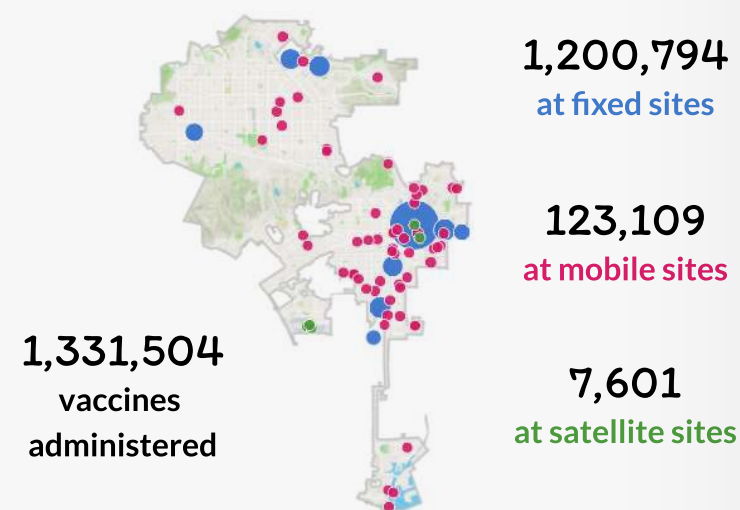 1,200,794
at fixed sites
123,109
at mobile sites
1,331,504
vaccines
administered
7,601
at satellite sites